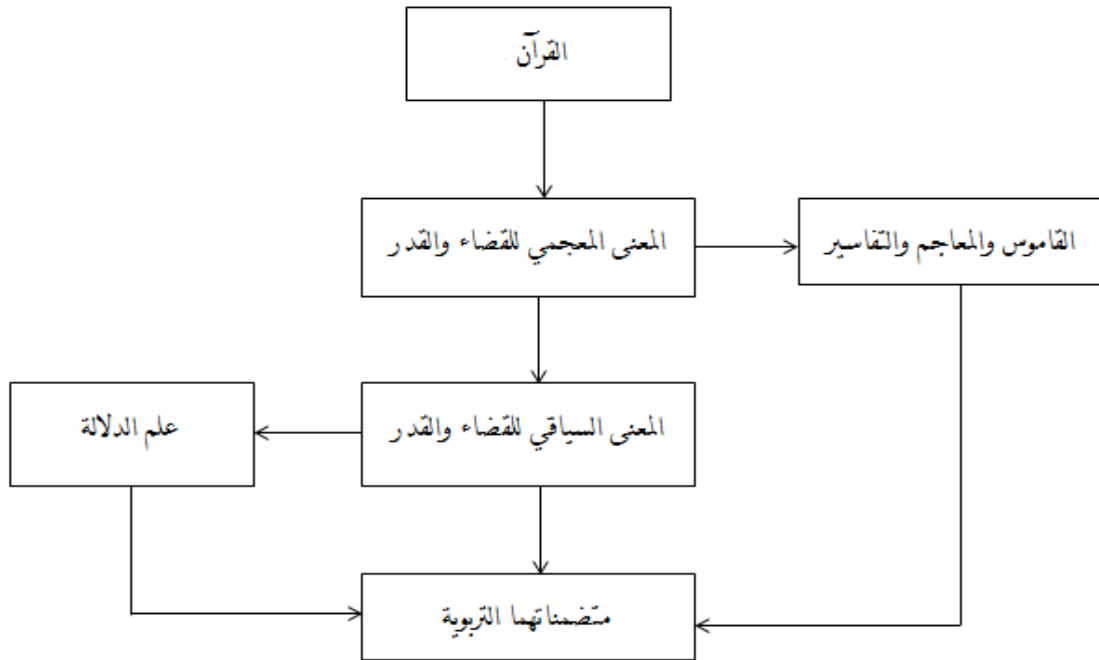 القرآن
المعنى المعجمي للقضاء والقدر
القاموس والمعاجم والتفاسير
المعنى السياقي للقضاء والقدر
علم الدلالة
متضمناتهما التربوية